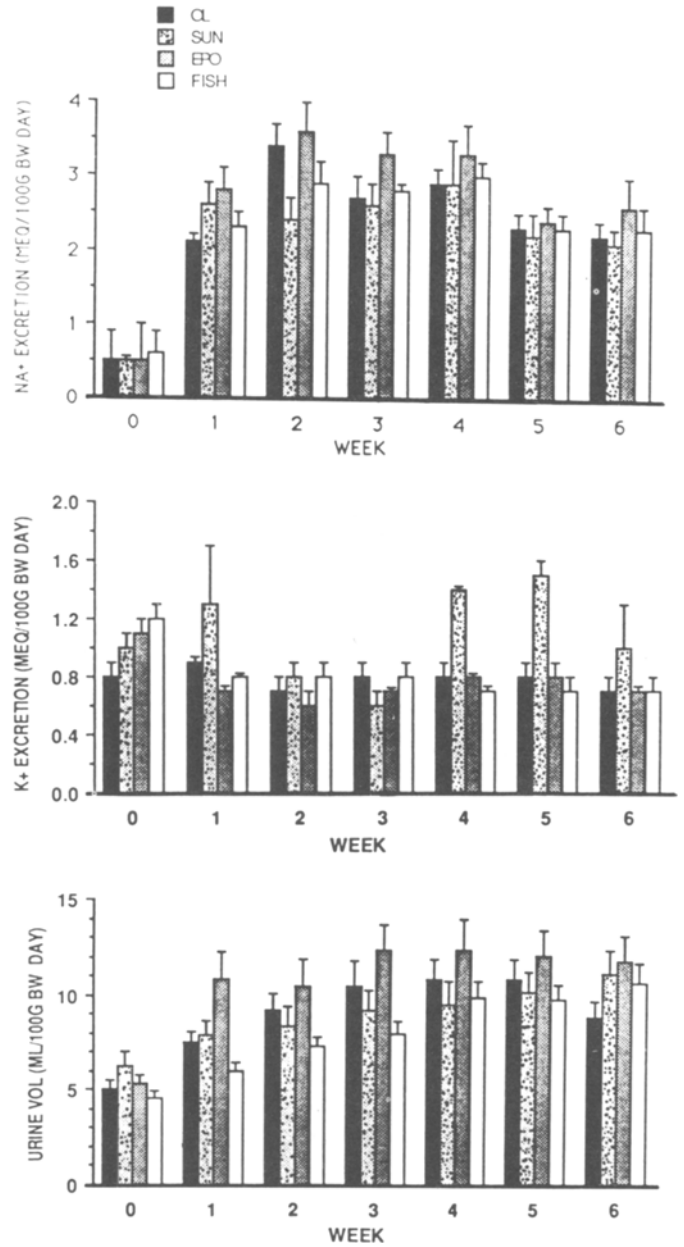 OL
SUN
EPO
FISH
NA+ EXCRETION (MEQ/100G BW DAY)
4
3
2
1
0
0 1 2 3 4 5 6
WEEK
K+ EXCRETION (MEQ/100G BW DAY)
2.0
1.6
1.2
0.8
0.4
0.0
0 1 2 3 4 5 6
WEEK
URINE VOL (ML/100G BW DAY)
15
10
5
0
0 1 2 3 4 5 6
WEEK